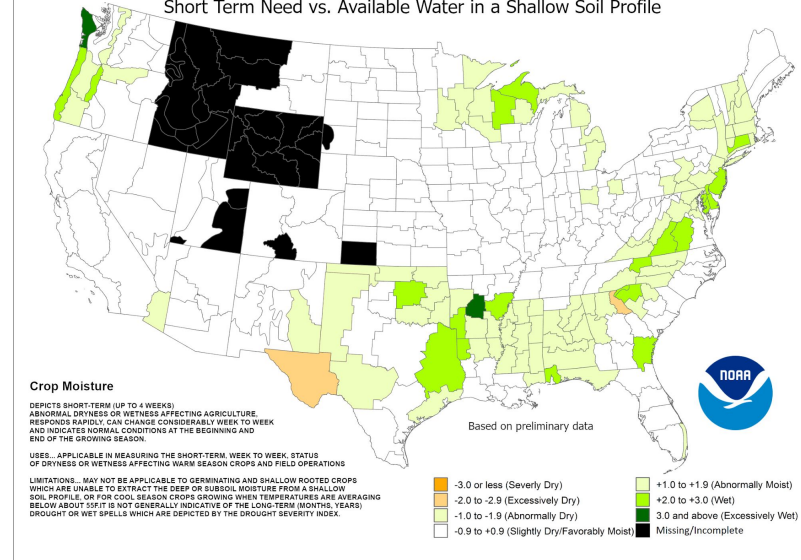 Short Term Need vs. Available Water in a Shallow Soil Profile
Crop Moisture
DEPICTS SHORT-TERM (UP TO 4 WEEKS)
ABNORMAL DRYNESS OR WETNESS AFFECTING AGRICULTURE,
RESPONDS RAPIDLY, CAN CHANGE CONSIDERABLY WEEK TO WEEK
AND INDICATES NORMAL CONDITIONS AT THE BEGINNING AND
END OF THE GROWING SEASON.
USES... APPLICABLE IN MEASURING THE SHORT-TERM, WEEK TO WEEK, STATUS
OF DRYNESS OR WETNESS AFFECTING WARM SEASON CROPS AND FIELD OPERATIONS
LIMITATIONS... MAY NOT BE APPLICABLE TO GERMINATING AND SHALLOW ROOTED CROPS
WHICH ARE UNABLE TO EXTRACT THE DEEP OR SUBSOIL MOISTURE FROM A SHALLOW
SOIL PROFILE, OR FOR COOL SEASON CROPS GROWING WHEN TEMPERATURES ARE AVERAGING
BELOW ABOUT 55F.IT IS NOT GENERALLY INDICATIVE OF THE LONG-TERM (MONTHS, YEARS)
DROUGHT OR WET SPELLS WHICH ARE DEPICTED BY THE DROUGHT SEVERITY INDEX.
NOAA
Based on preliminary data
-3.0 or less (Severly Dry)
-2.0 to -2.9 (Excessively Dry)
-1.0 to -1.9 (Abnormally Dry)
-0.9 to +0.9 (Slightly Dry/Favorably Moist)
+1.0 to +1.9 (Abnormally Moist)
+2.0 to +3.0 (Wet)
3.0 and above (Excessively Wet)
Missing/Incomplete